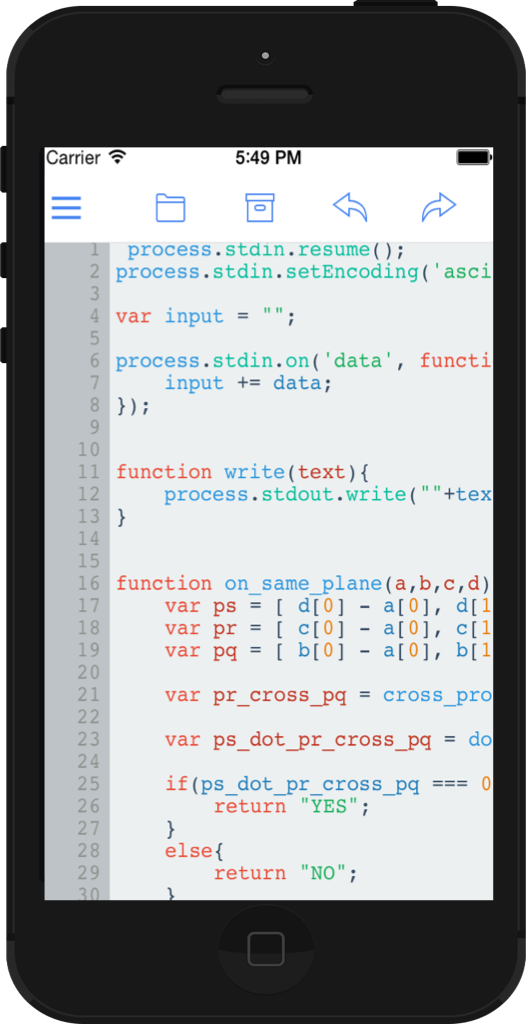 Carrier 5:49 PM
1 process.stdin.resume();
2 process.stdin.setEncoding('asci
3
4 var input = "";
5
6 process.stdin.on('data', functi
7     input += data;
8 });
9
10
11 function write(text){
12     process.stdout.write(""+tex
13 }
14
15
16 function on_same_plane(a,b,c,d)
17     var ps = [ d[0] - a[0], d[1
18     var pr = [ c[0] - a[0], c[1
19     var pq = [ b[0] - a[0], b[1
20
21     var pr_cross_pq = cross_pro
22
23     var ps_dot_pr_cross_pq = do
24
25     if(ps_dot_pr_cross_pq === 0
26         return "YES";
27     }
28     else{
29         return "NO";
30     }